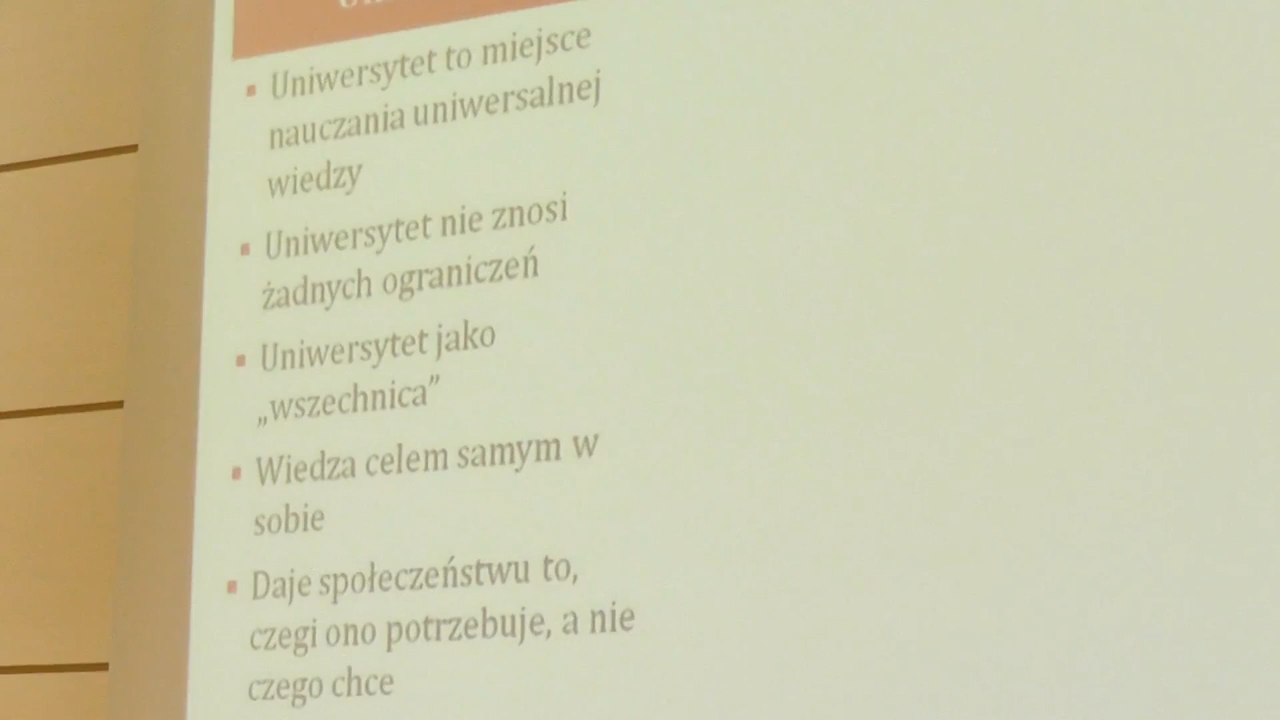 Uniwersytet to miejsce
nauczania uniwersalnej
wiedzy
Uniwersytet nie znosi
żadnych ograniczeń
Uniwersytet jako
„wszechnica”
Wiedza celem samym w
sobie
Daje społeczeństwu to,
czegi ono potrzebuje, a nie
czego chce